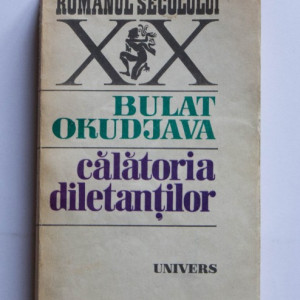 ROMANUL SECOLULUI
XX
BULAT
OKUDJAVA
călătoria
diletanților
UNIVERS